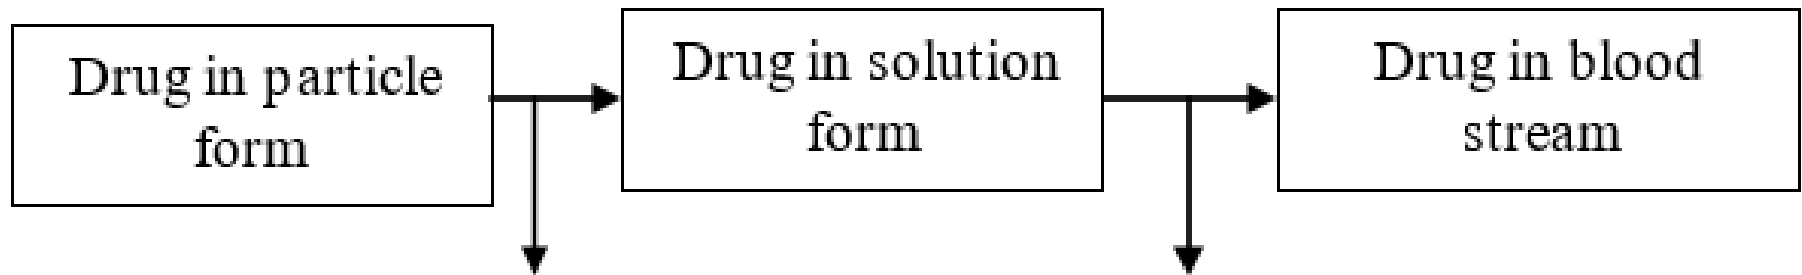 Drug in particle
form
Drug in solution
form
Drug in blood
stream